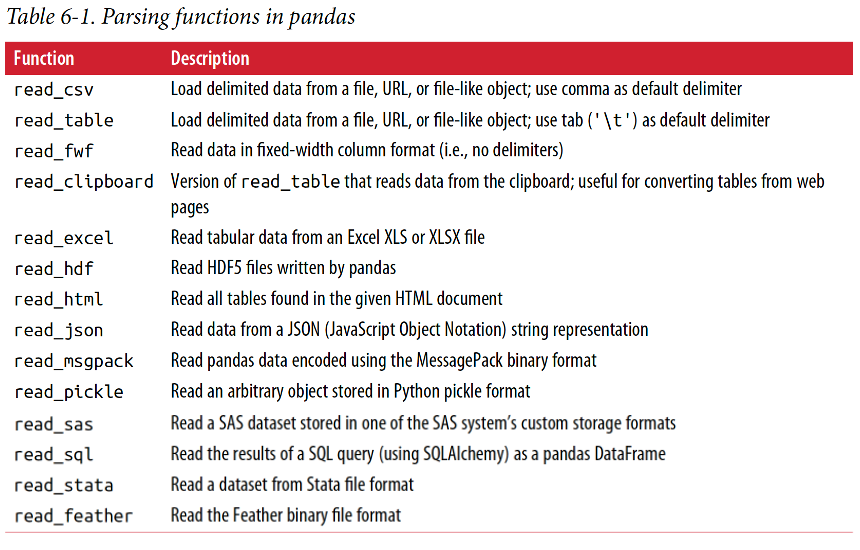 Table 6-1. Parsing functions in pandas
Function Description
read_csv Load delimited data from a file, URL, or file-like object; use comma as default delimiter
read_table Load delimited data from a file, URL, or file-like object; use tab ('\t') as default delimiter
read_fwf Read data in fixed-width column format (i.e., no delimiters)
read_clipboard Version of read_table that reads data from the clipboard; useful for converting tables from web
pages
read_excel Read tabular data from an Excel XLS or XLSX file
read_hdf Read HDF5 files written by pandas
read_html Read all tables found in the given HTML document
read_json Read data from a JSON (JavaScript Object Notation) string representation
read_msgpack Read pandas data encoded using the MessagePack binary format
read_pickle Read an arbitrary object stored in Python pickle format
read_sas Read a SAS dataset stored in one of the SAS system’s custom storage formats
read_sql Read the results of a SQL query (using SQLAlchemy) as a pandas DataFrame
read_stata Read a dataset from Stata file format
read_feather Read the Feather binary file format